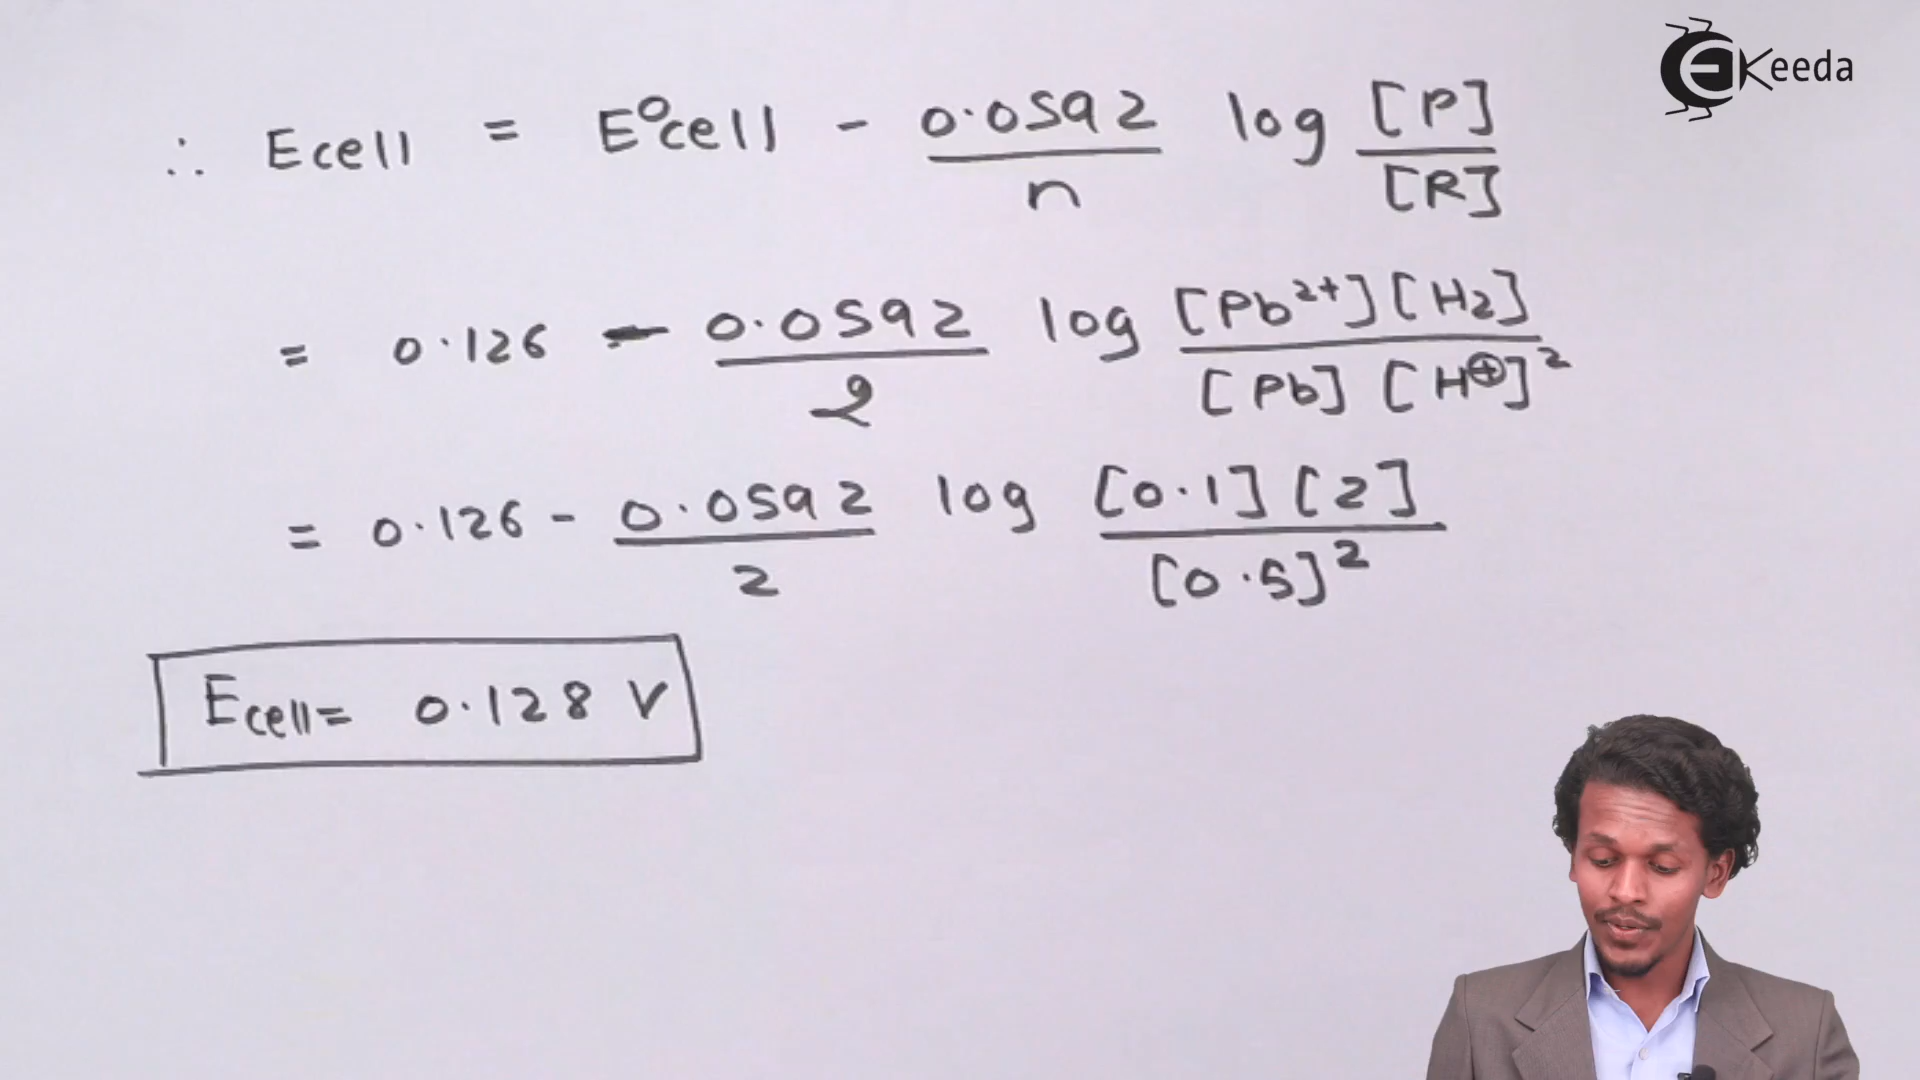 EKeeda
∴ Ecell = E°cell - 0.0592/n log [P]/[R]
= 0.126 - 0.0592/2 log [Pb²⁺][H₂]/[Pb][H⊕]²
= 0.126 - 0.0592/2 log [0.1][2]/[0.5]²
Ecell = 0.128 V